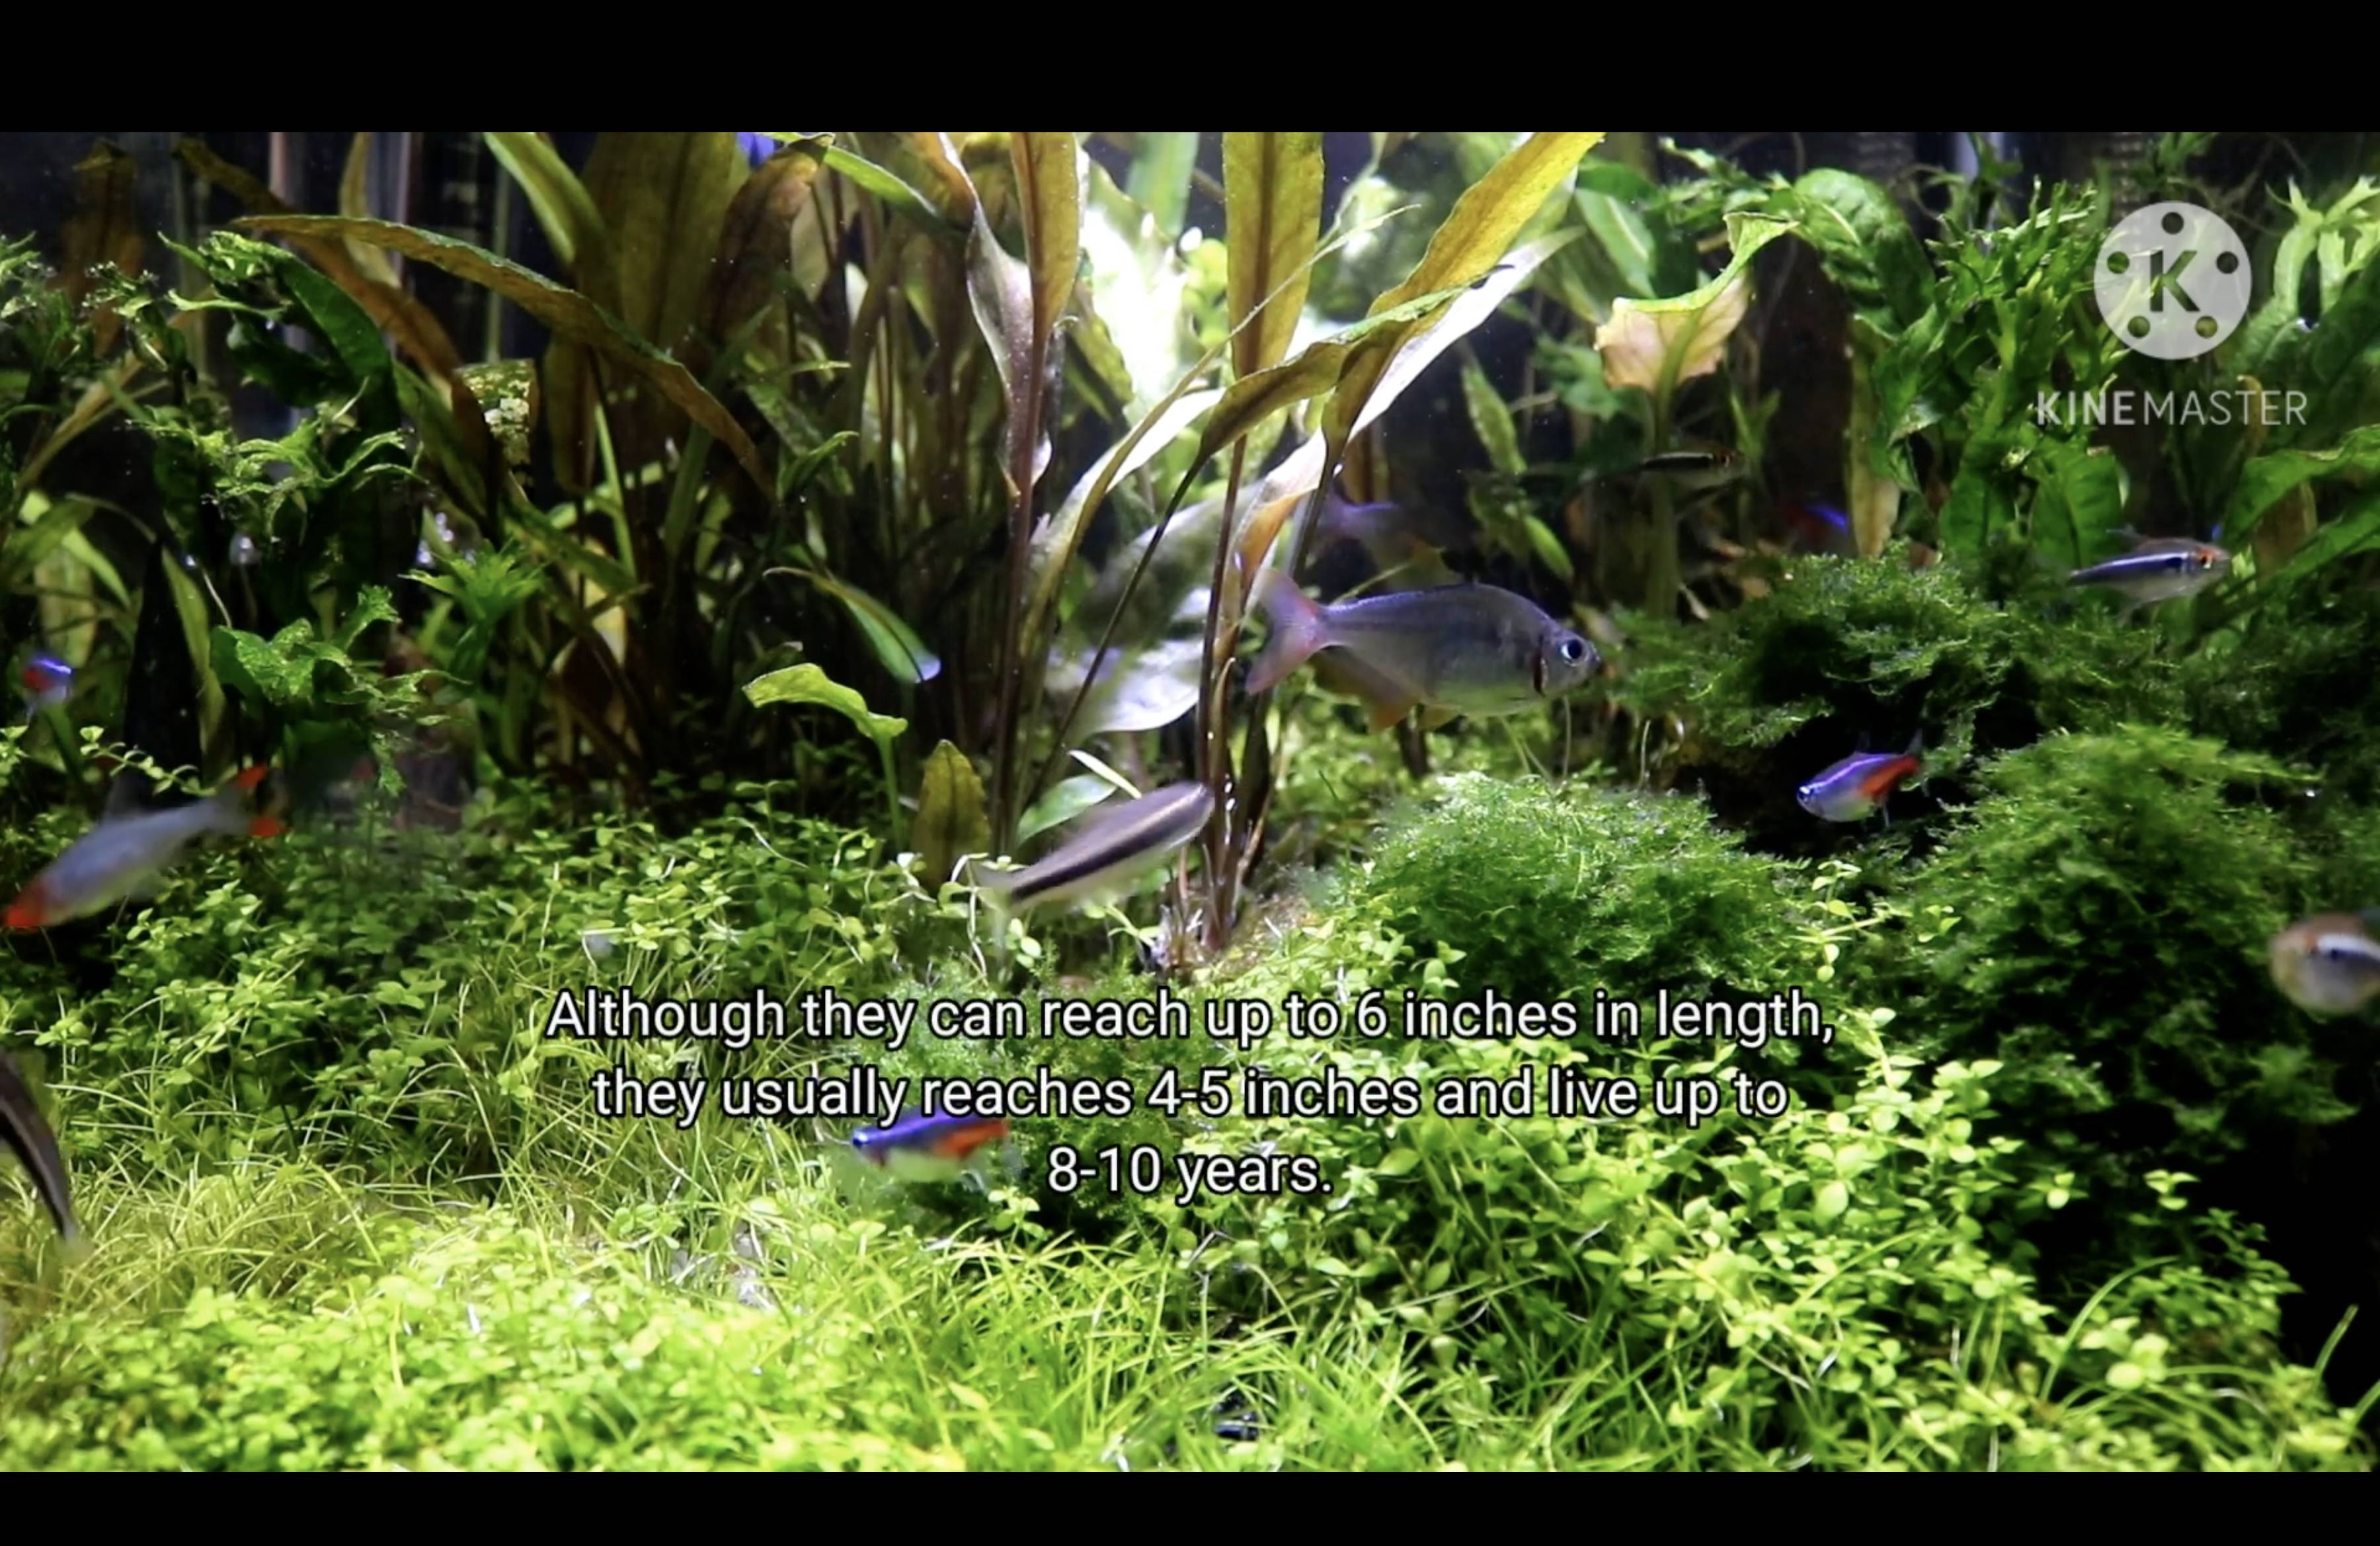 K
KINEMASTER
Although they can reach up to 6 inches in length,
they usually reaches 4-5 inches and live up to
8-10 years.